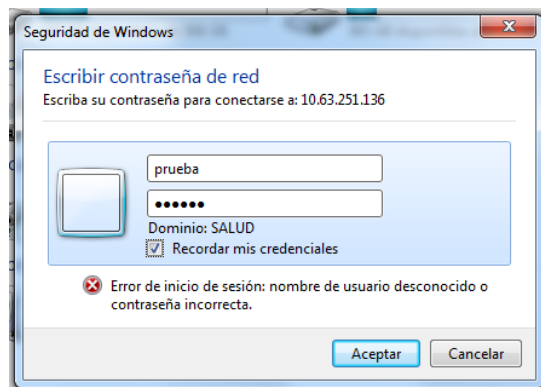 Seguridad de Windows
Escribir contraseña de red
Escriba su contraseña para conectarse a: 10.63.251.136
prueba
••••••
Dominio: SALUD
Recordar mis credenciales
Error de inicio de sesión: nombre de usuario desconocido o
contraseña incorrecta.
Aceptar
Cancelar